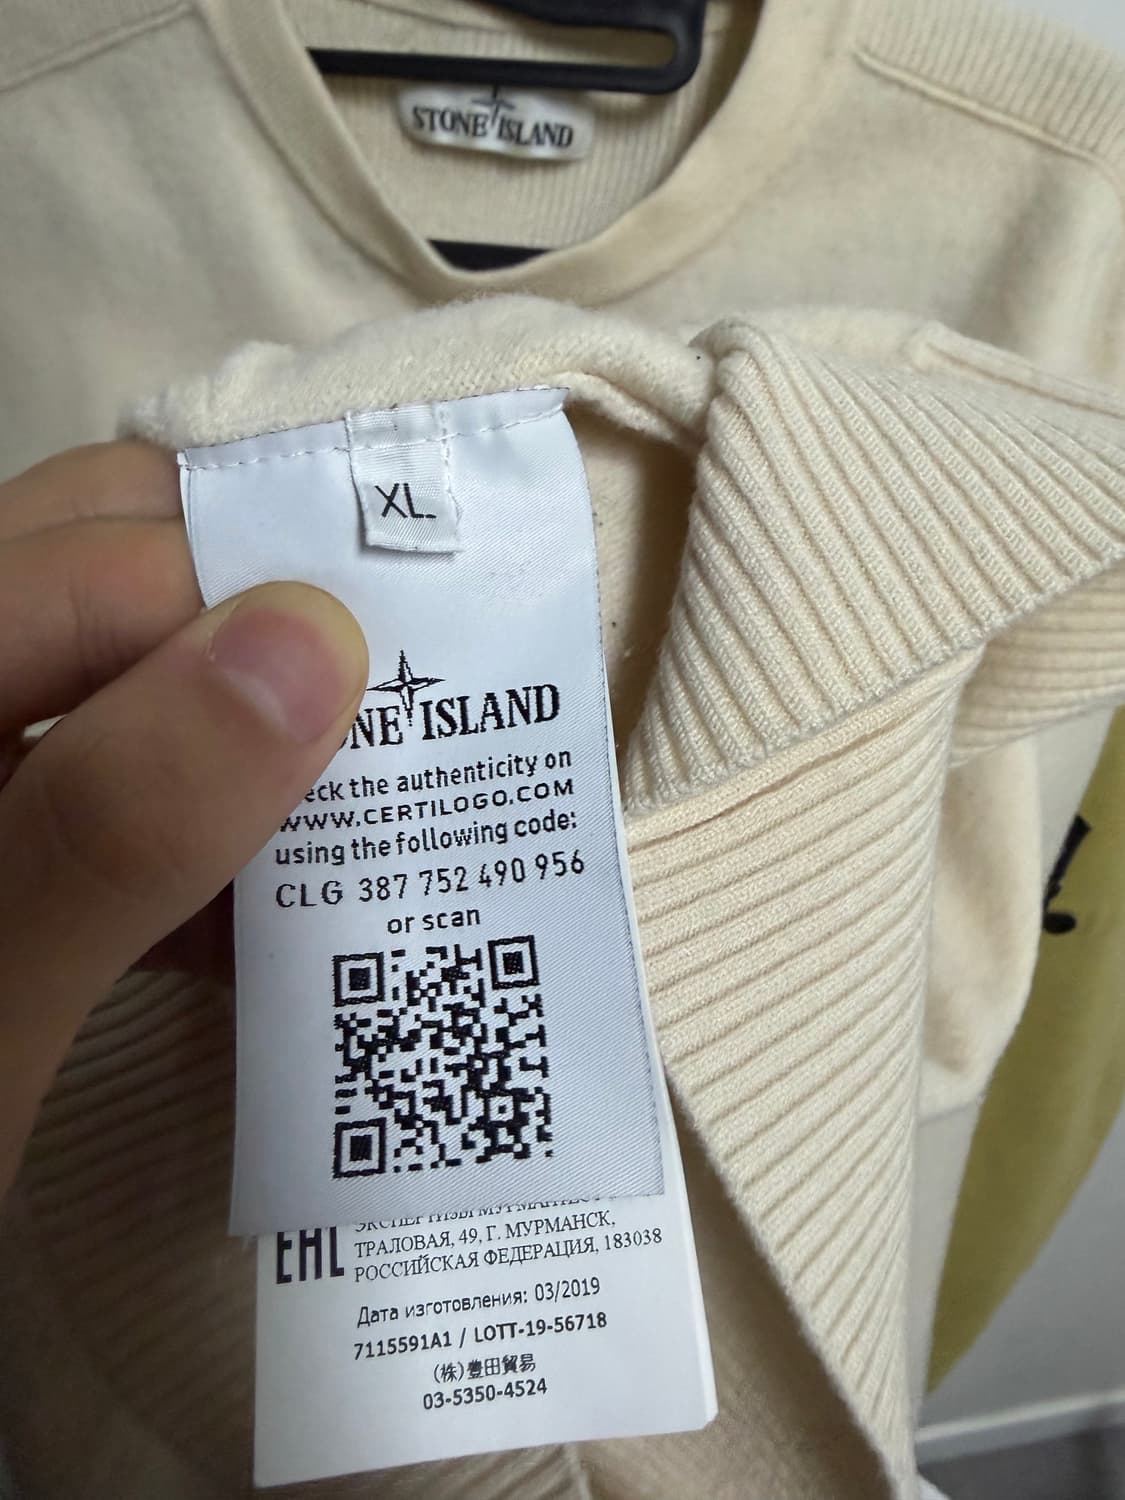 STONE ISLAND
XL
ISLAND
the authenticity on
WWW.CERTILOGO.COM
using the following code:
CLG 387 752 490 956
or scan
EAC
ТРАЛОВАЯ, 49, Г. МУРМАНСК,
РОССИЙСКАЯ ФЕДЕРАЦИЯ, 183038
Дата изготовления: 03/2019
7115591A1 / LOTT-19-56718
(株)豊田貿易
03-5350-4524